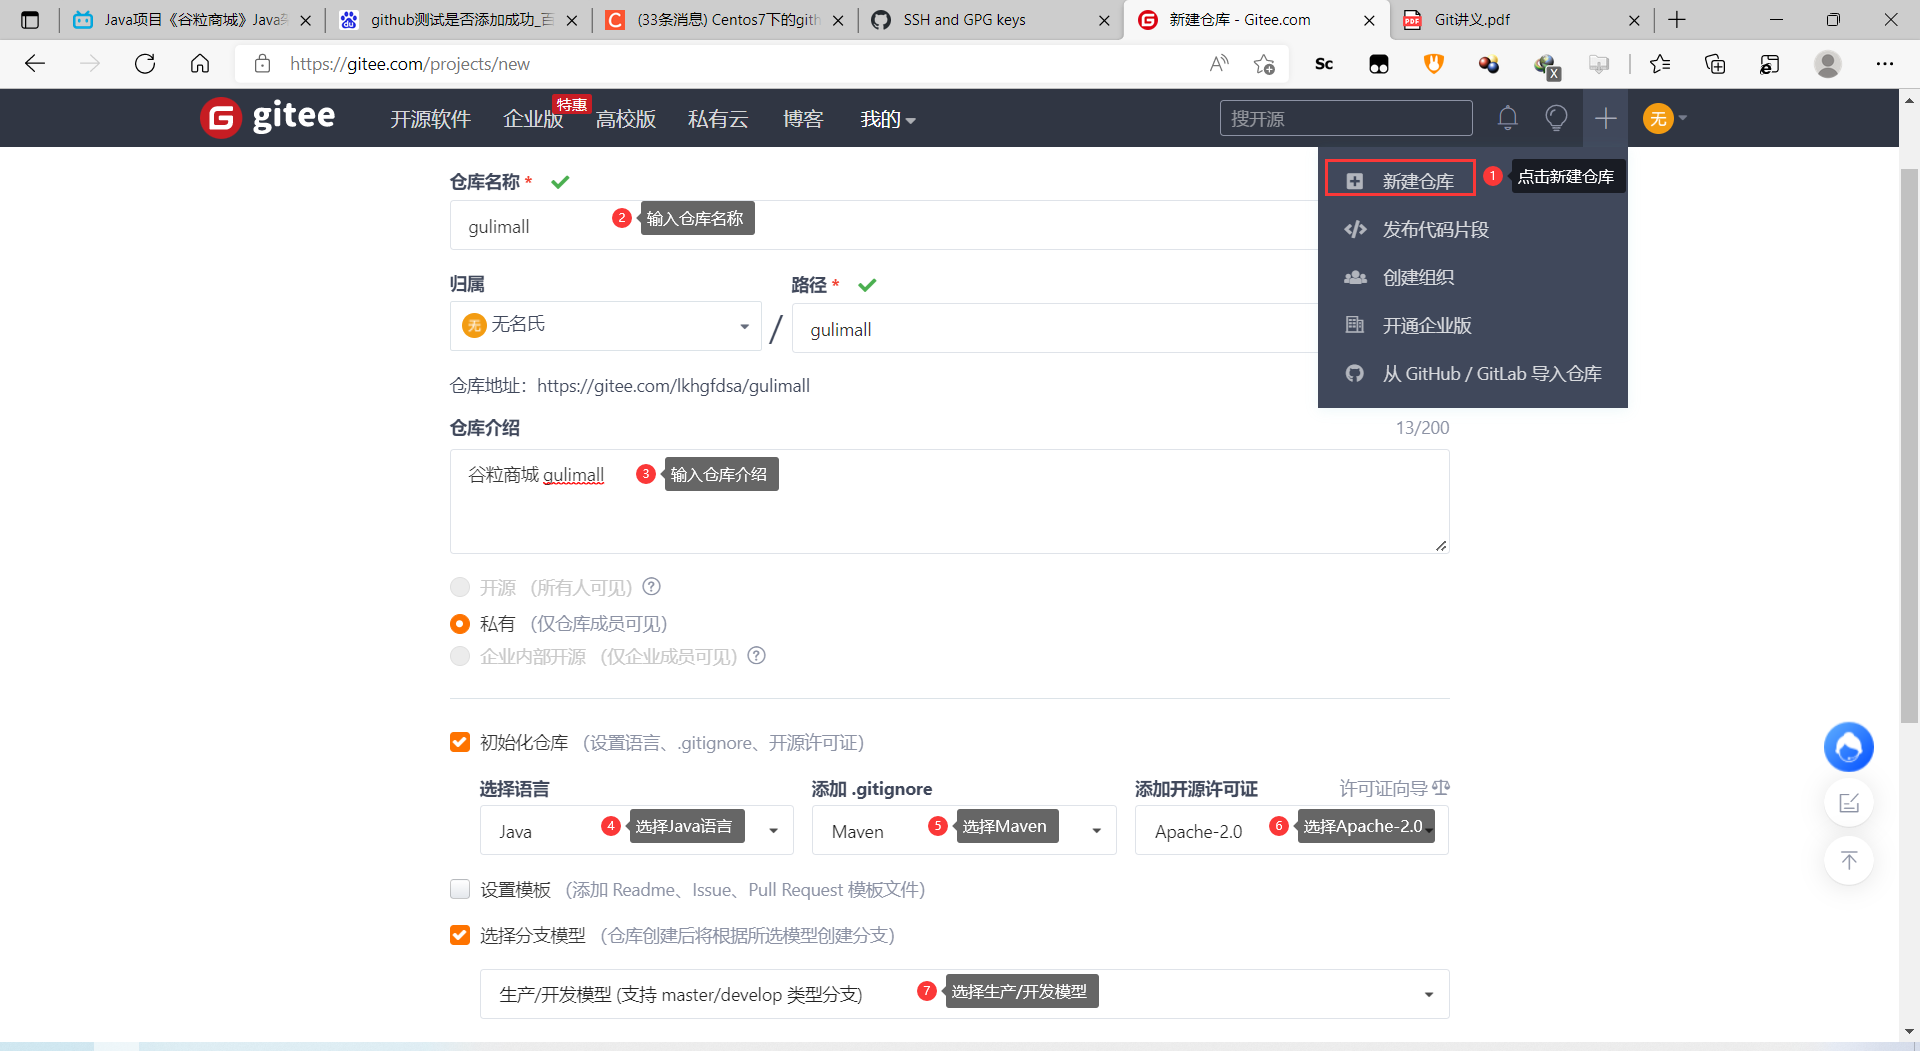 Java项目《谷粒商城》Java架
github测试是否添加成功_百
(33条消息) Centos7下的gith
SSH and GPG keys
新建仓库 - Gitee.com
Git讲义.pdf
https://gitee.com/projects/new
gitee
开源软件
企业版
特惠
高校版
私有云
博客
我的
搜开源
无
仓库名称 *
gulimall
2 输入仓库名称
新建仓库
1 点击新建仓库
发布代码片段
创建组织
开通企业版
从 GitHub / GitLab 导入仓库
归属
路径 *
无 无名氏
/
gulimall
仓库地址：https://gitee.com/lkhgfdsa/gulimall
仓库介绍
13/200
谷粒商城 gulimall
3 输入仓库介绍
开源 （所有人可见）
私有 （仅仓库成员可见）
企业内部开源 （仅企业成员可见）
初始化仓库 （设置语言、.gitignore、开源许可证）
选择语言
添加 .gitignore
添加开源许可证
许可证向导
Java
4 选择Java语言
Maven
5 选择Maven
Apache-2.0
6 选择Apache-2.0
设置模板 （添加 Readme、Issue、Pull Request 模板文件）
选择分支模型 （仓库创建后将根据所选模型创建分支）
生产/开发模型 (支持 master/develop 类型分支)
7 选择生产/开发模型